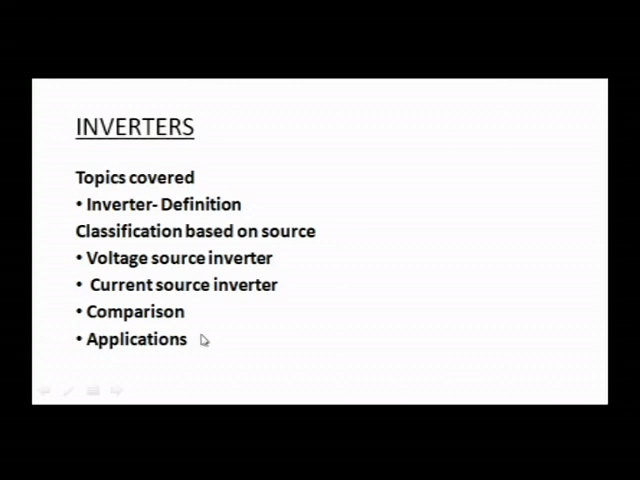 INVERTERS
Topics covered
• Inverter- Definition
Classification based on source
• Voltage source inverter
• Current source inverter
• Comparison
• Applications